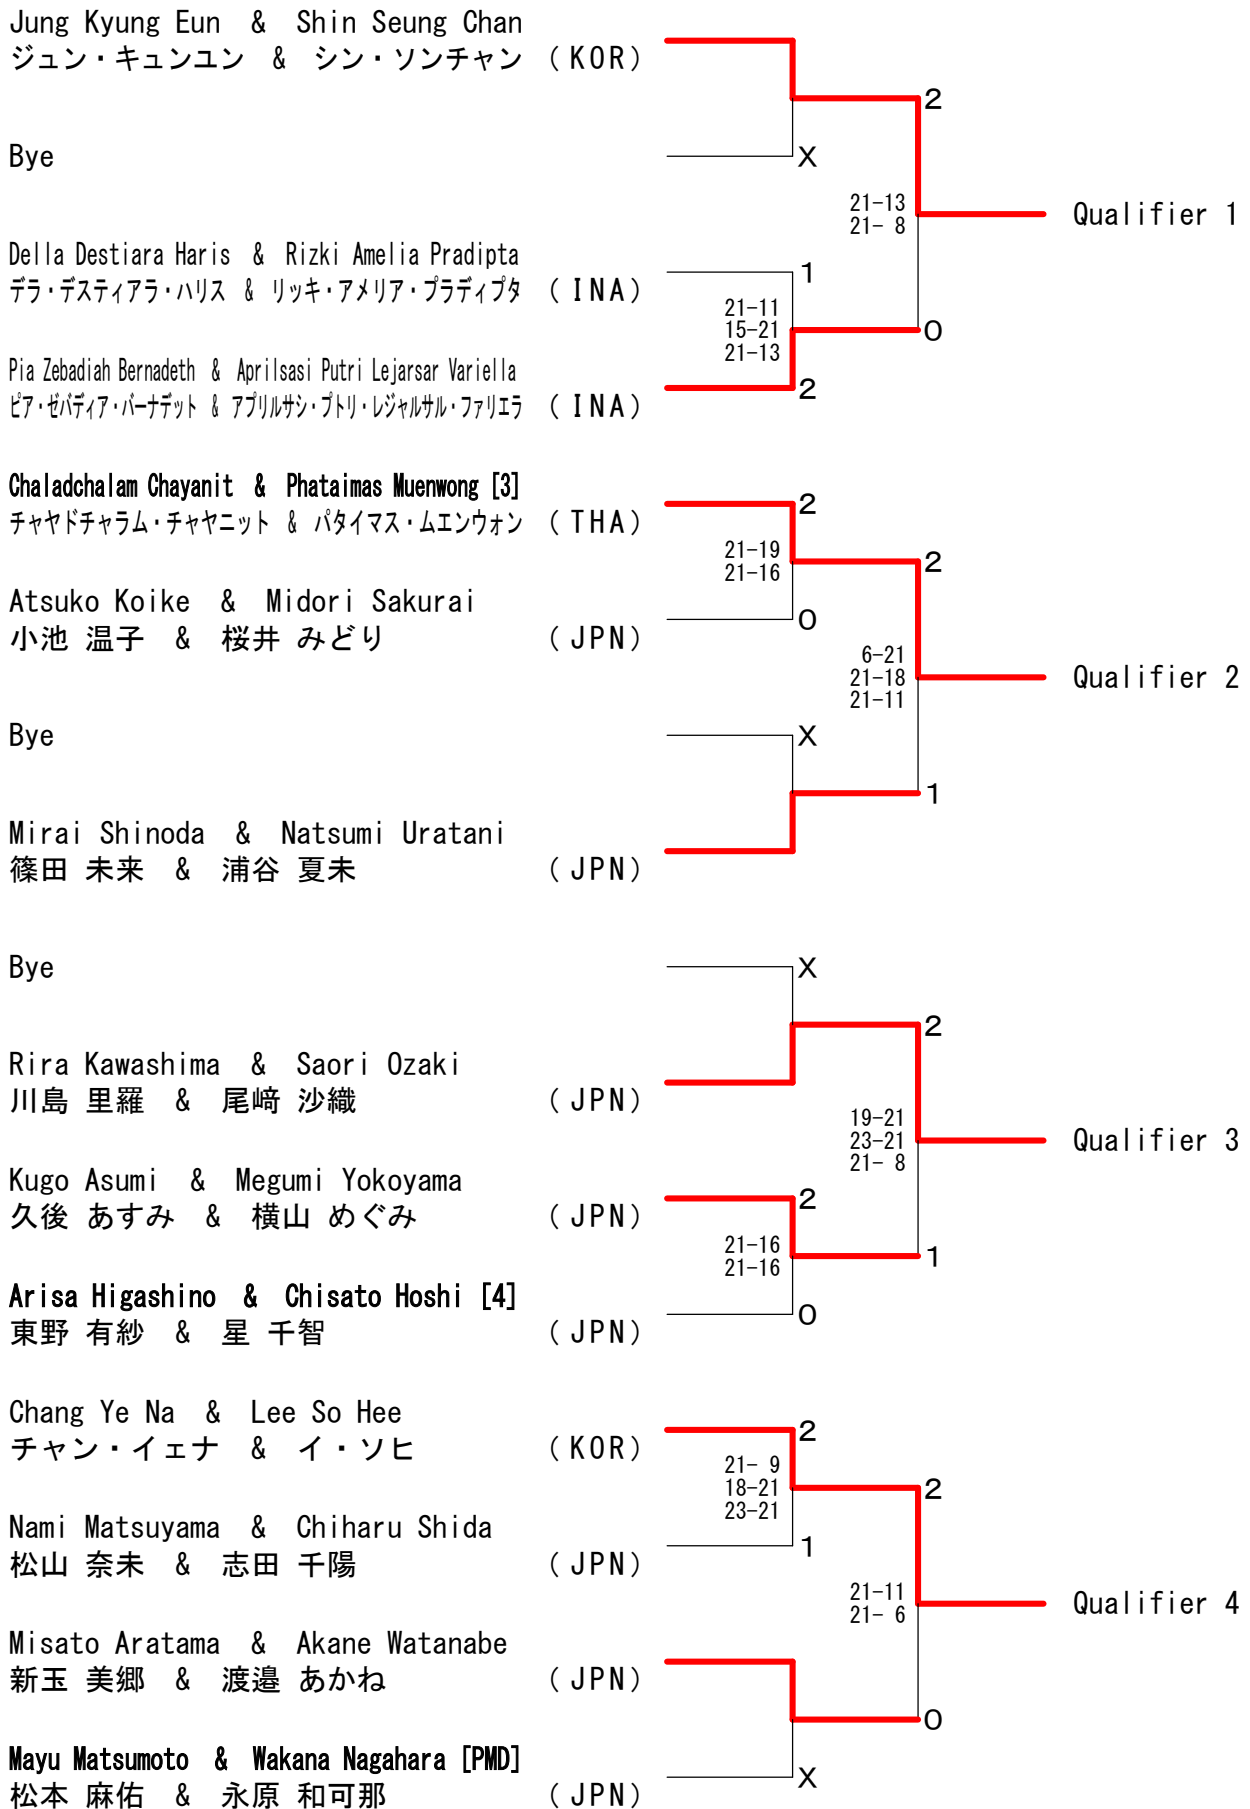 Jung Kyung Eun & Shin Seung Chan
ジュン・キュンユン & シン・ソンチャン (KOR)
2
Bye
X
21-13
21- 8
Qualifier 1
Della Destiara Haris & Rizki Amelia Pradipta
デラ・デスティアラ・ハリス & リッキ・アメリア・プラディプタ (INA)
1
21-11
15-21
21-13
0
Pia Zebadiah Bernadeth & Aprilsasi Putri Lejarsar Variella
ピア・ゼバディア・バーナデット & アプリルサシ・プトリ・レジャルサル・ファリエラ (INA)
2
Chaladchalam Chayanit & Phataimas Muenwong [3]
チャヤドチャラム・チャヤニット & パタイマス・ムエンウォン (THA)
2
21-19
21-16
2
Atsuko Koike & Midori Sakurai
小池 温子 & 桜井 みどり (JPN)
0
6-21
21-18
21-11
Qualifier 2
Bye
X
1
Mirai Shinoda & Natsumi Uratani
篠田 未来 & 浦谷 夏未 (JPN)
Bye
X
2
Rira Kawashima & Saori Ozaki
川島 里羅 & 尾﨑 沙織 (JPN)
19-21
23-21
21- 8
Qualifier 3
Kugo Asumi & Megumi Yokoyama
久後 あすみ & 横山 めぐみ (JPN)
2
21-16
21-16
1
Arisa Higashino & Chisato Hoshi [4]
東野 有紗 & 星 千智 (JPN)
0
Chang Ye Na & Lee So Hee
チャン・イェナ & イ・ソヒ (KOR)
2
21- 9
18-21
23-21
2
Nami Matsuyama & Chiharu Shida
松山 奈未 & 志田 千陽 (JPN)
1
21-11
21- 6
Qualifier 4
Misato Aratama & Akane Watanabe
新玉 美郷 & 渡邉 あかね (JPN)
0
Mayu Matsumoto & Wakana Nagahara [PMD]
松本 麻佑 & 永原 和可那 (JPN)
X